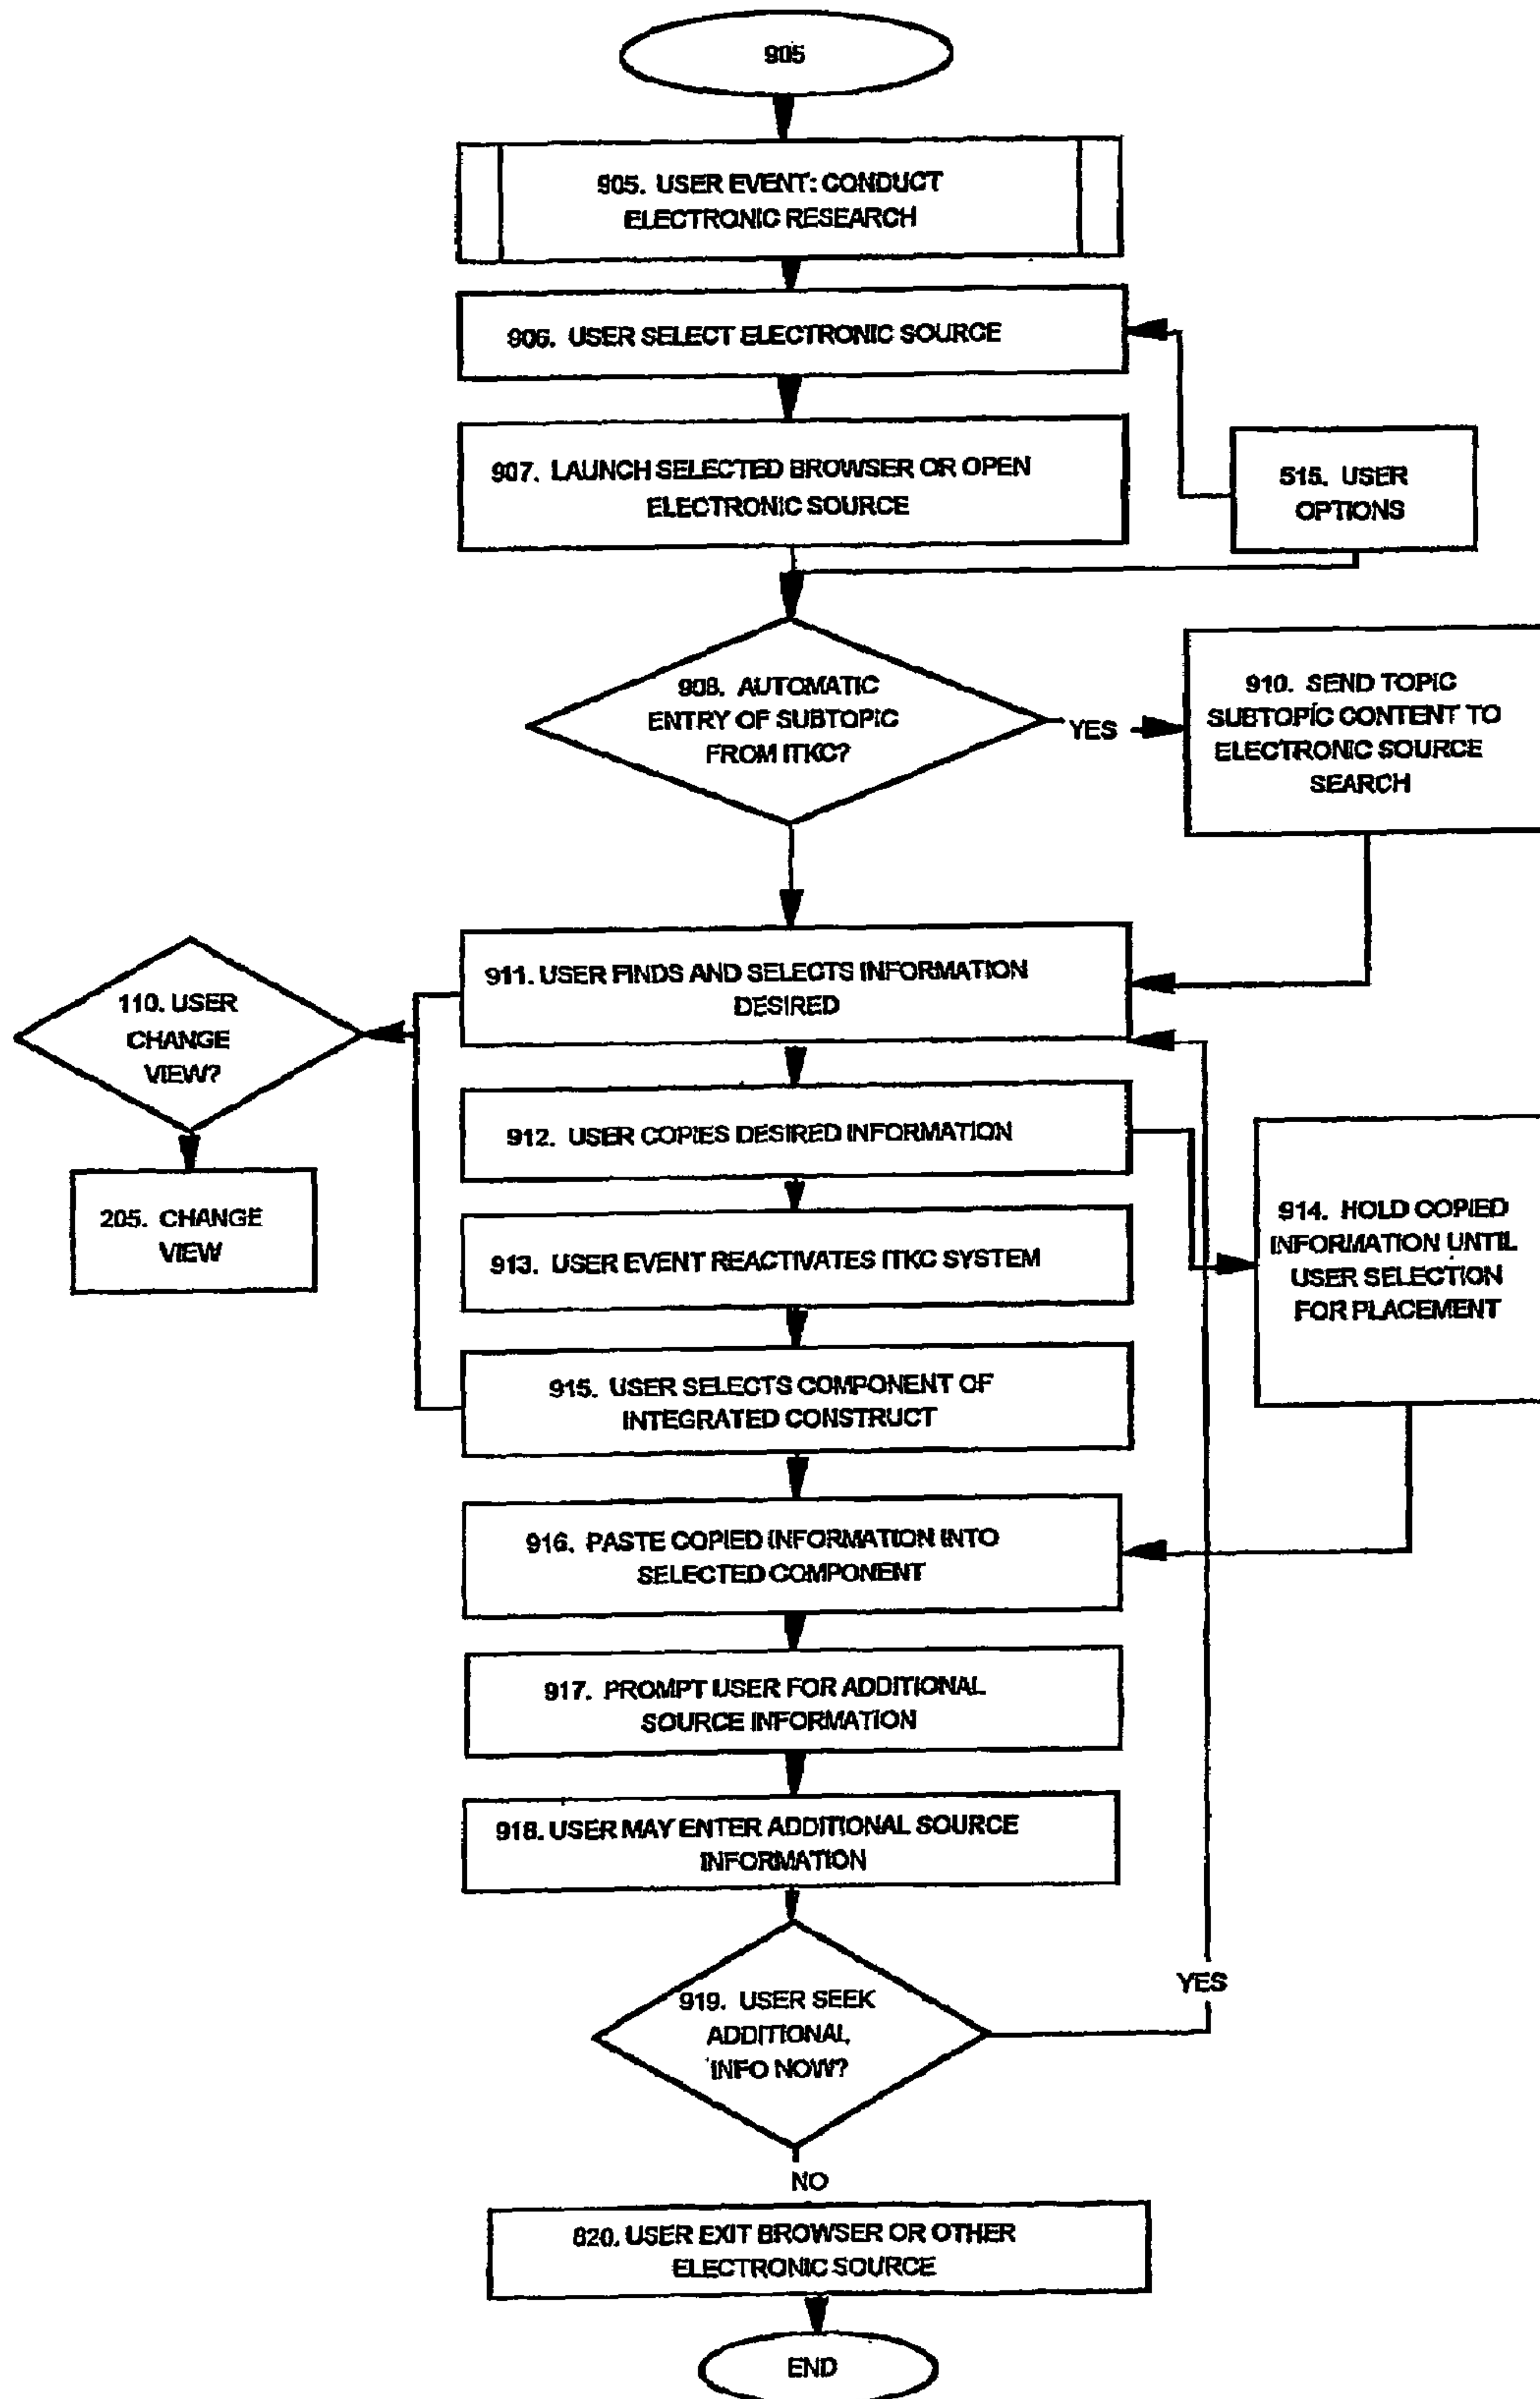 905
905. USER EVENT: CONDUCT
ELECTRONIC RESEARCH
906. USER SELECT ELECTRONIC SOURCE
907. LAUNCH SELECTED BROWSER OR OPEN
ELECTRONIC SOURCE
515. USER
OPTIONS
908. AUTOMATIC
ENTRY OF SUBTOPIC
FROM ITKC?
YES
910. SEND TOPIC
SUBTOPIC CONTENT TO
ELECTRONIC SOURCE
SEARCH
911. USER FINDS AND SELECTS INFORMATION
DESIRED
110. USER
CHANGE
VIEW?
205. CHANGE
VIEW
912. USER COPIES DESIRED INFORMATION
913. USER EVENT REACTIVATES ITKC SYSTEM
914. HOLD COPIED
INFORMATION UNTIL
USER SELECTION
FOR PLACEMENT
915. USER SELECTS COMPONENT OF
INTEGRATED CONSTRUCT
916. PASTE COPIED INFORMATION INTO
SELECTED COMPONENT
917. PROMPT USER FOR ADDITIONAL
SOURCE INFORMATION
918. USER MAY ENTER ADDITIONAL SOURCE
INFORMATION
919. USER SEEK
ADDITIONAL
INFO NOW?
YES
NO
820. USER EXIT BROWSER OR OTHER
ELECTRONIC SOURCE
END